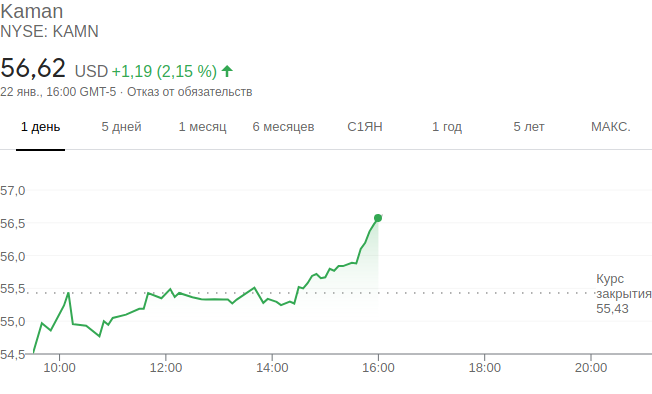 Kaman
NYSE: KAMN
56,62 USD +1,19 (2,15 %)
22 янв., 16:00 GMT-5 · Отказ от обязательств
1 день 5 дней 1 месяц 6 месяцев С1ЯН 1 год 5 лет МАКС.
57,0
56,5
56,0
55,5
55,0
54,5
Курс
закрытия
55,43
10:00 12:00 14:00 16:00 18:00 20:00